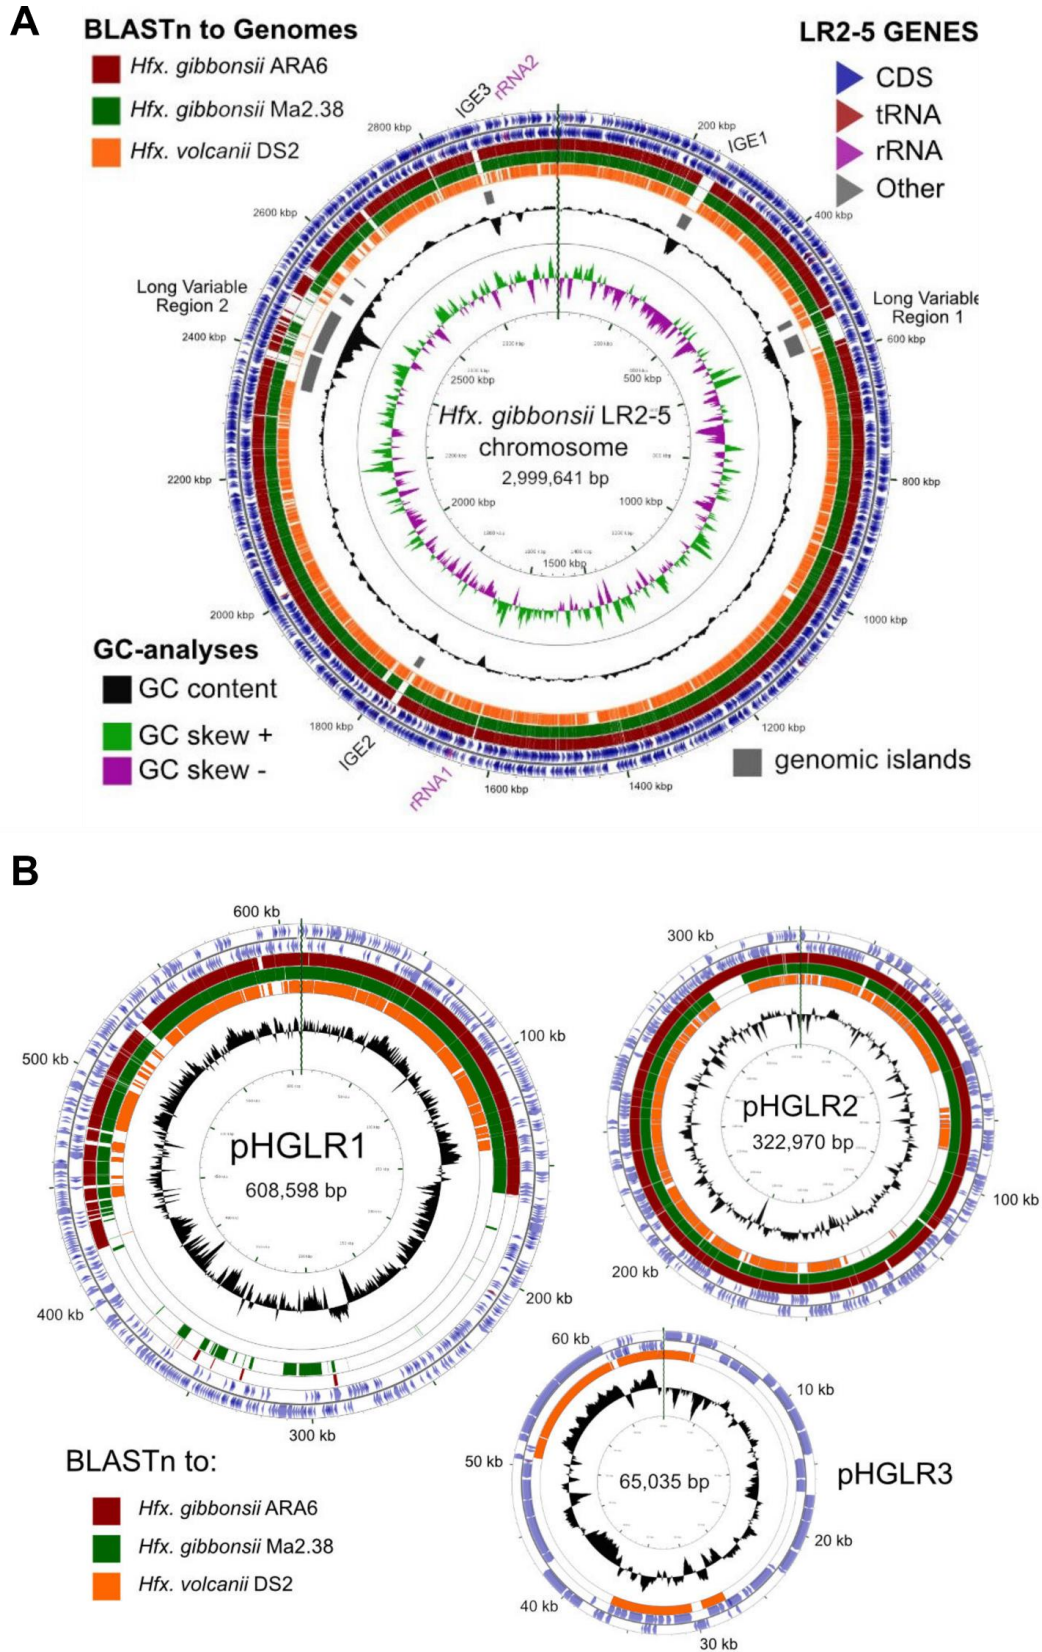 A
BLASTn to Genomes
Hfx. gibbonsii ARA6
Hfx. gibbonsii Ma2.38
Hfx. volcanii DS2
LR2-5 GENES
CDS
tRNA
rRNA
Other
IGE3
rRNA2
2800 kbp
200 kbp
IGE1
2600 kbp
400 kbp
Long Variable
Region 2
Long Variable
Region 1
2400 kbp
600 kbp
2500 kbp
500 kbp
Hfx. gibbonsii LR2-5
chromosome
2,999,641 bp
2200 kbp
800 kbp
2000 kbp
1000 kbp
1500 kbp
2000 kbp
1000 kbp
GC-analyses
GC content
GC skew +
GC skew -
1800 kbp
IGE2
rRNA1
1600 kbp
1400 kbp
1200 kbp
genomic islands
B
600 kb
100 kb
500 kb
pHGLR1
608,598 bp
400 kb
200 kb
300 kb
300 kb
pHGLR2
322,970 bp
100 kb
200 kb
60 kb
10 kb
50 kb
65,035 bp
pHGLR3
20 kb
40 kb
30 kb
BLASTn to:
Hfx. gibbonsii ARA6
Hfx. gibbonsii Ma2.38
Hfx. volcanii DS2